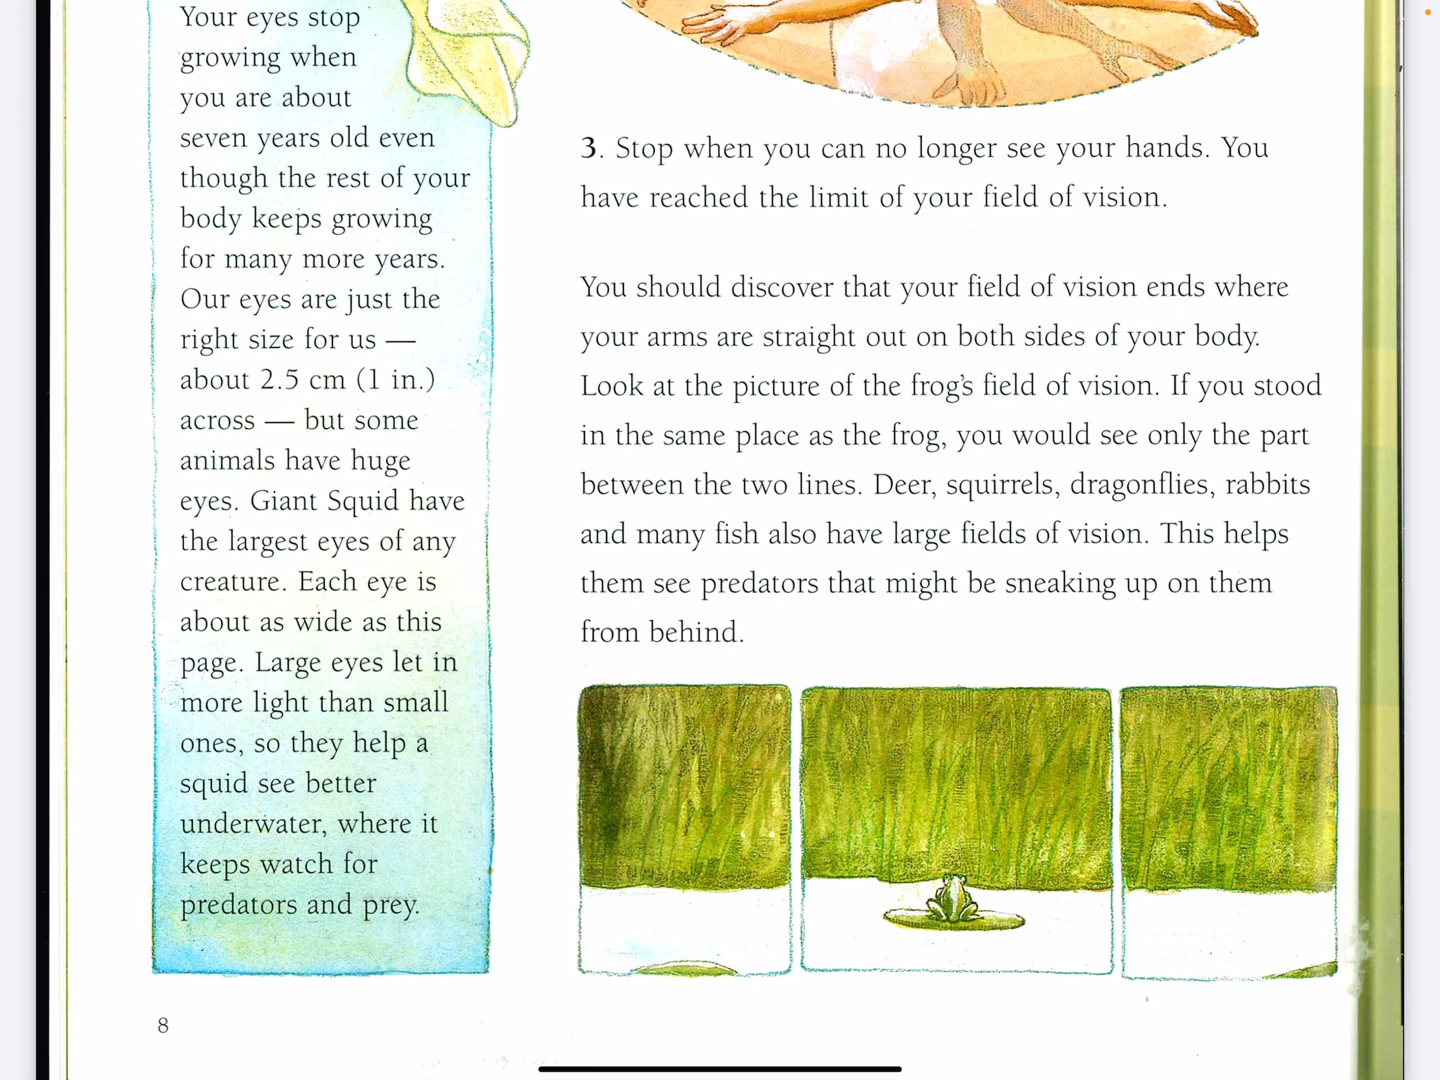 Your eyes stop
growing when
you are about
seven years old even
though the rest of your
body keeps growing
for many more years.
Our eyes are just the
right size for us —
about 2.5 cm (1 in.)
across — but some
animals have huge
eyes. Giant Squid have
the largest eyes of any
creature. Each eye is
about as wide as this
page. Large eyes let in
more light than small
ones, so they help a
squid see better
underwater, where it
keeps watch for
predators and prey.
3. Stop when you can no longer see your hands. You
have reached the limit of your field of vision.
You should discover that your field of vision ends where
your arms are straight out on both sides of your body.
Look at the picture of the frog's field of vision. If you stood
in the same place as the frog, you would see only the part
between the two lines. Deer, squirrels, dragonflies, rabbits
and many fish also have large fields of vision. This helps
them see predators that might be sneaking up on them
from behind.
8